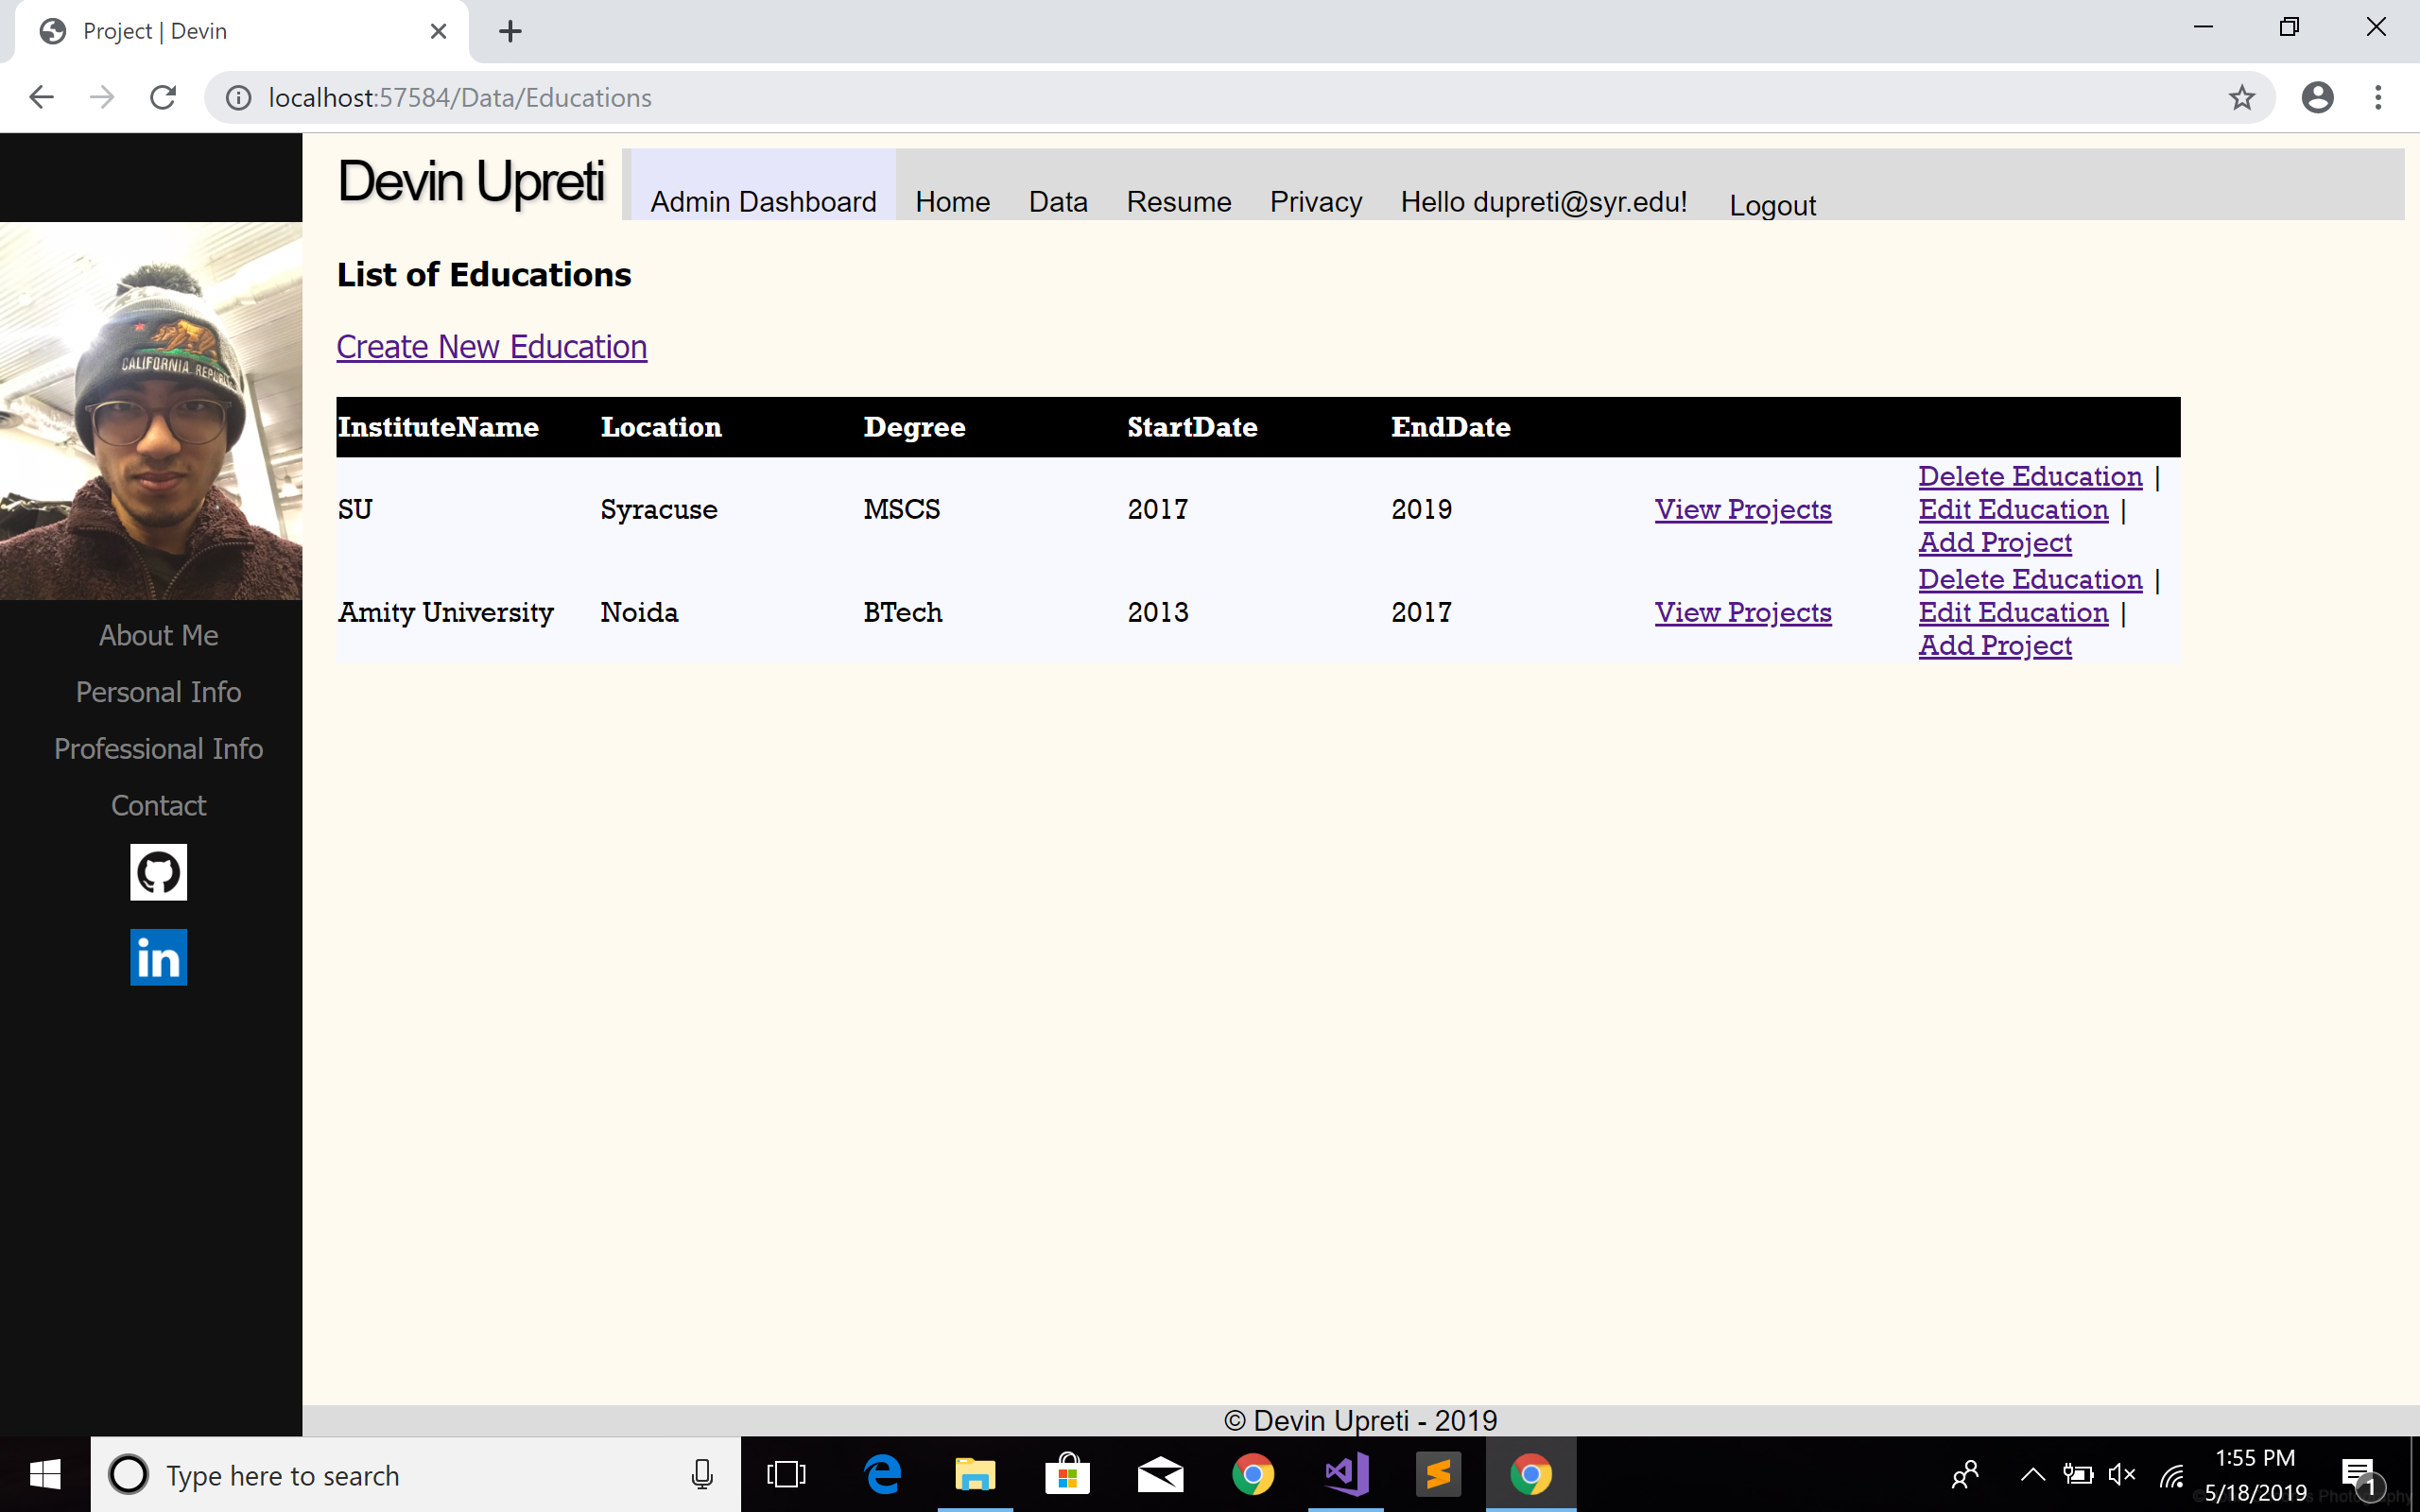 Project | Devin
localhost:57584/Data/Educations
Devin Upreti
Admin Dashboard Home Data Resume Privacy Hello dupreti@syr.edu! Logout
CALIFORNIA REPUBLIC
About Me
Personal Info
Professional Info
Contact
in
List of Educations
Create New Education
InstituteName Location Degree StartDate EndDate
SU Syracuse MSCS 2017 2019 View Projects Delete Education |
Edit Education |
Add Project
Amity University Noida BTech 2013 2017 View Projects Delete Education |
Edit Education |
Add Project
© Devin Upreti - 2019
Type here to search
1:55 PM
5/18/2019
1